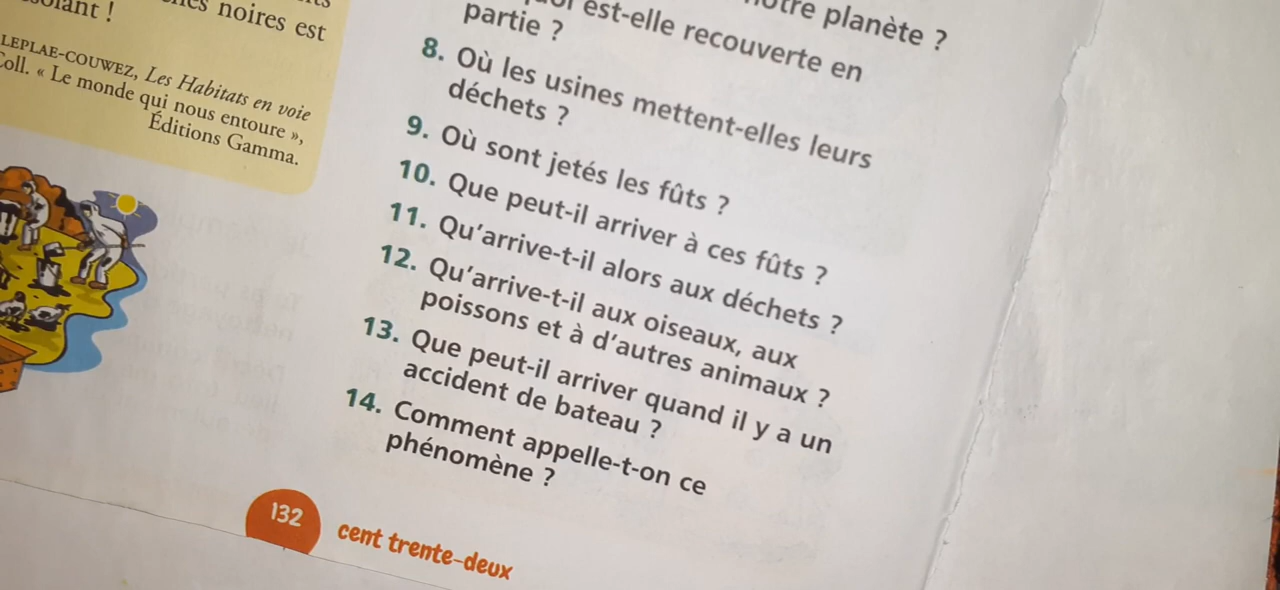 noires est
LEPLAE-COUWEZ, Les Habitats en voie
Coll. « Le monde qui nous entoure »,
Éditions Gamma.
notre planète ?
est-elle recouverte en
partie ?
8. Où les usines mettent-elles leurs
déchets ?
9. Où sont jetés les fûts ?
10. Que peut-il arriver à ces fûts ?
11. Qu'arrive-t-il alors aux déchets ?
12. Qu'arrive-t-il aux oiseaux, aux
poissons et à d'autres animaux ?
13. Que peut-il arriver quand il y a un
accident de bateau ?
14. Comment appelle-t-on ce
phénomène ?
132 cent trente-deux